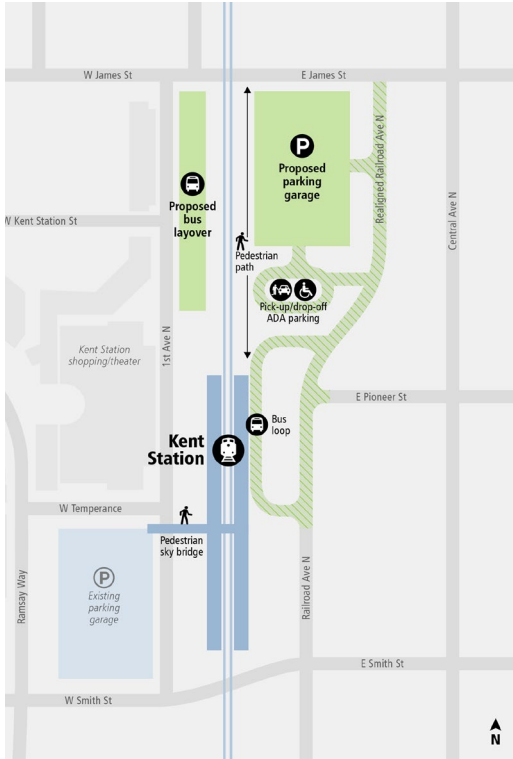 W James St
E James St
P
Proposed
parking
garage
Realigned Railroad Ave N
Central Ave N
Proposed
bus
layover
W Kent Station St
Pedestrian
path
Pick-up/drop-off
ADA parking
Kent Station
shopping/theater
1st Ave N
E Pioneer St
Bus
loop
Kent
Station
W Temperance
Pedestrian
sky bridge
P
Existing
parking
garage
Ramsay Way
Railroad Ave N
E Smith St
W Smith St
N